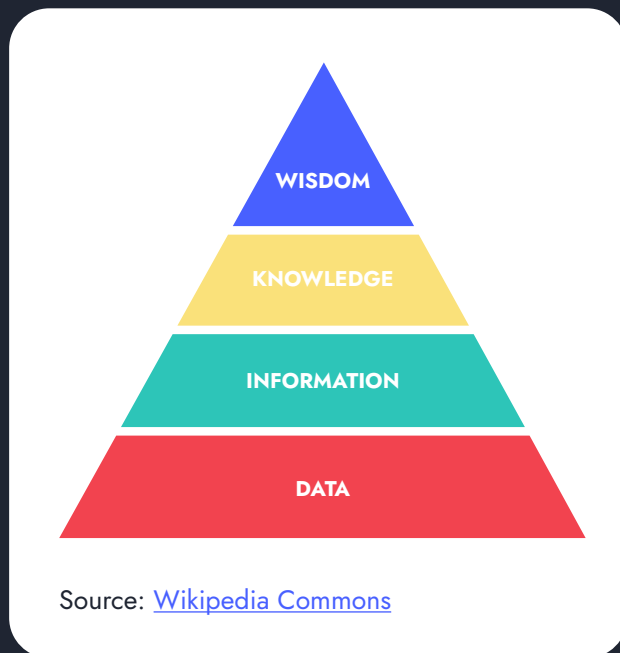 WISDOM
KNOWLEDGE
INFORMATION
DATA
Source: Wikipedia Commons